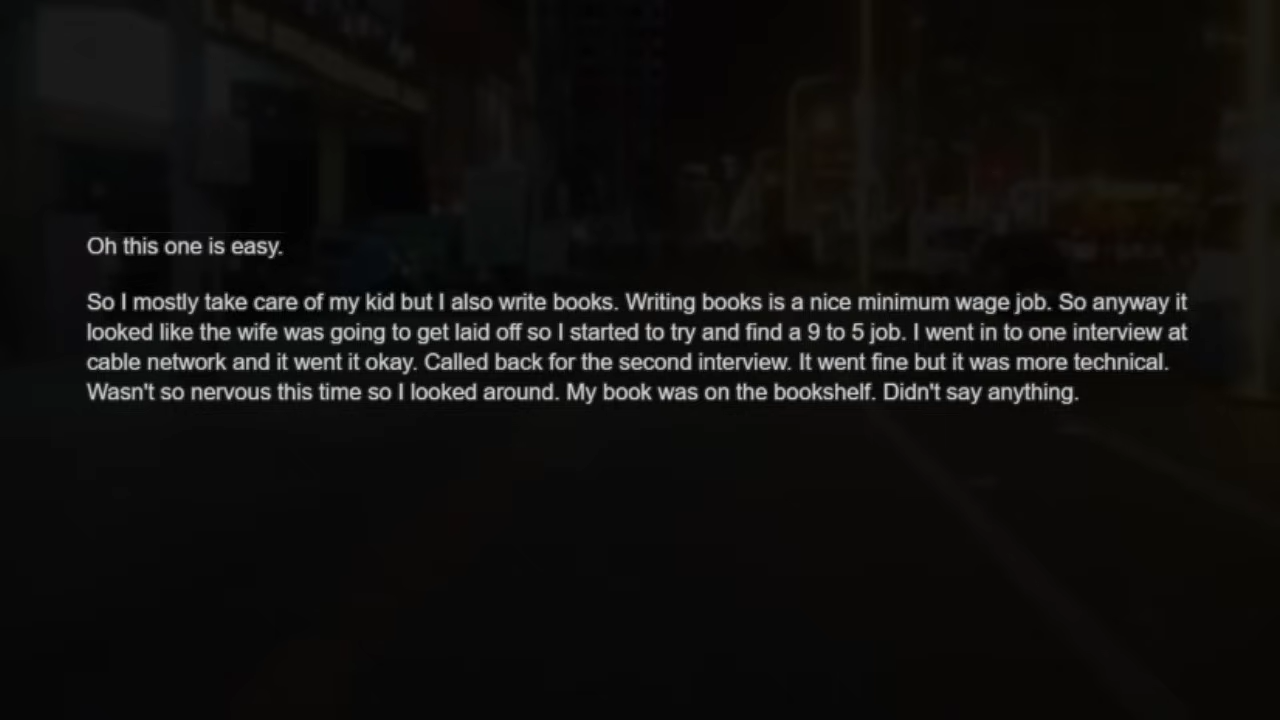 Oh this one is easy.
So I mostly take care of my kid but I also write books. Writing books is a nice minimum wage job. So anyway it
looked like the wife was going to get laid off so I started to try and find a 9 to 5 job. I went in to one interview at
cable network and it went it okay. Called back for the second interview. It went fine but it was more technical.
Wasn't so nervous this time so I looked around. My book was on the bookshelf. Didn't say anything.